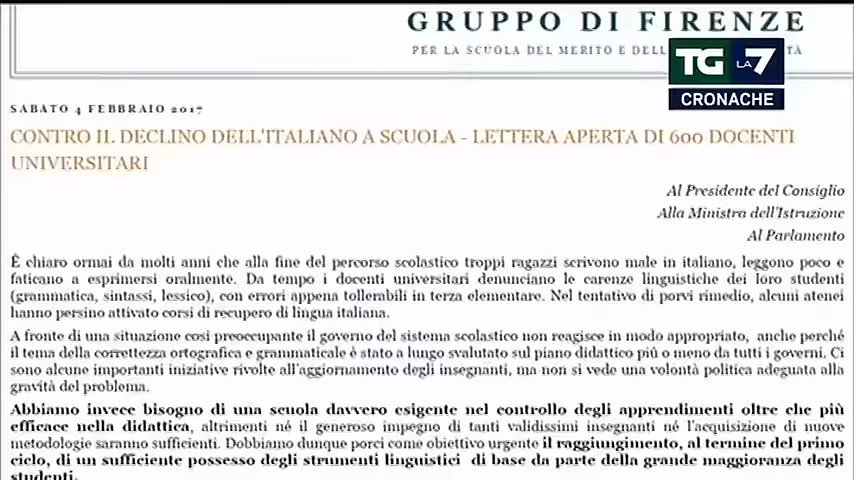 GRUPPO DI FIRENZE
PER LA SCUOLA DEL MERITO E DELL
TG LA 7
CRONACHE
SABATO 4 FEBBRAIO 2017
CONTRO IL DECLINO DELL'ITALIANO A SCUOLA - LETTERA APERTA DI 600 DOCENTI
UNIVERSITARI
Al Presidente del Consiglio
Alla Ministra dell'Istruzione
Al Parlamento
È chiaro ormai da molti anni che alla fine del percorso scolastico troppi ragazzi scrivono male in italiano, leggono poco e
faticano a esprimersi oralmente. Da tempo i docenti universitari denunciano le carenze linguistiche dei loro studenti
(grammatica, sintassi, lessico), con errori appena tollerabili in terza elementare. Nel tentativo di porvi rimedio, alcuni atenei
hanno persino attivato corsi di recupero di lingua italiana.
A fronte di una situazione così preoccupante il governo del sistema scolastico non reagisce in modo appropriato, anche perché
il tema della correttezza ortografica e grammaticale è stato a lungo svalutato sul piano didattico più o meno da tutti i governi. Ci
sono alcune importanti iniziative rivolte all'aggiornamento degli insegnanti, ma non si vede una volontà politica adeguata alla
gravità del problema.
Abbiamo invece bisogno di una scuola davvero esigente nel controllo degli apprendimenti oltre che più
efficace nella didattica, altrimenti né il generoso impegno di tanti validissimi insegnanti né l'acquisizione di nuove
metodologie saranno sufficienti. Dobbiamo dunque porci come obiettivo urgente il raggiungimento, al termine del primo
ciclo, di un sufficiente possesso degli strumenti linguistici di base da parte della grande maggioranza degli
studenti.